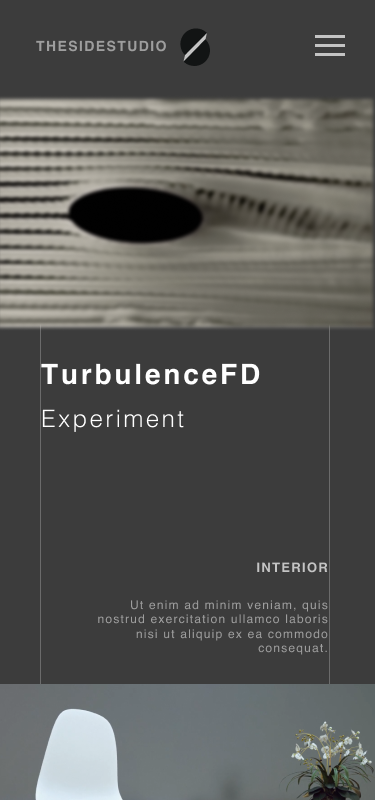 THESIDESTUDIO
TurbulenceFD
Experiment
INTERIOR
Ut enim ad minim veniam, quis
nostrud exercitation ullamco laboris
nisi ut aliquip ex ea commodo
consequat.